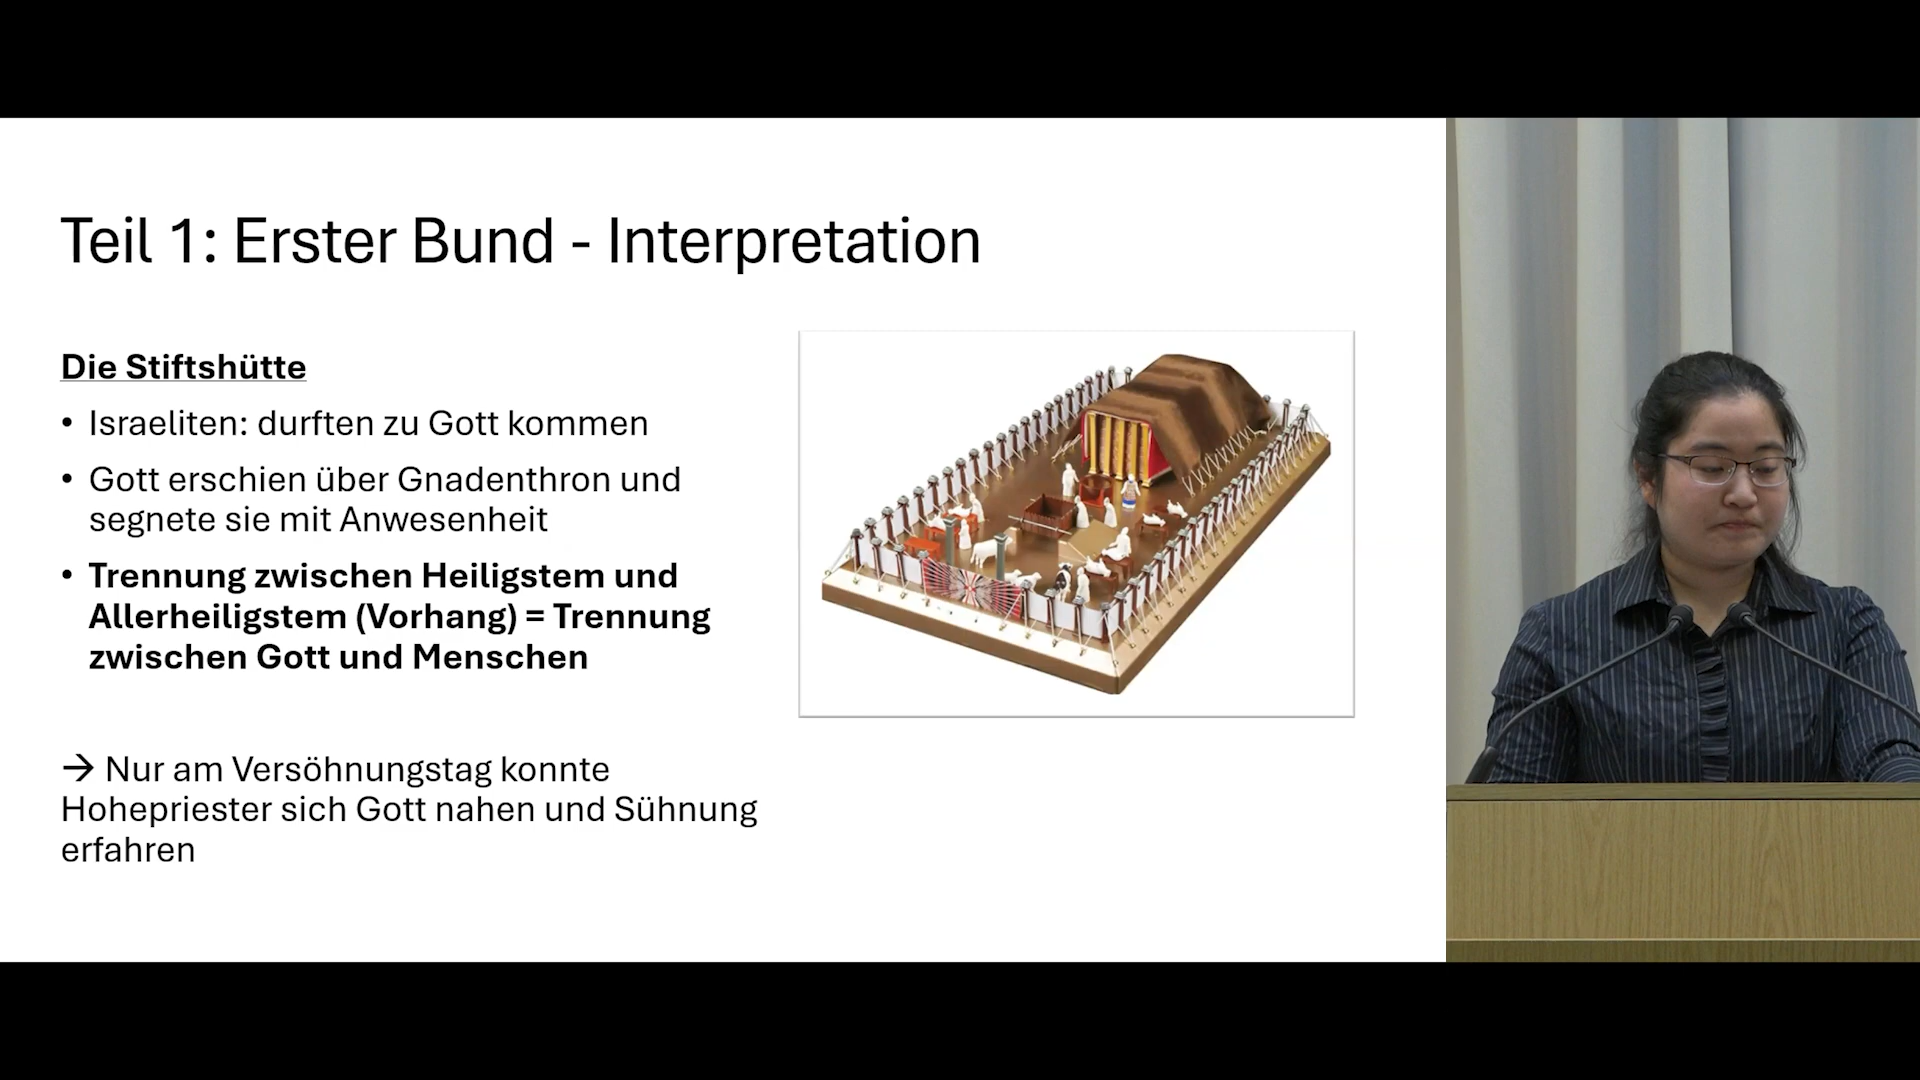 Teil 1: Erster Bund - Interpretation
Die Stiftshütte
• Israeliten: durften zu Gott kommen
• Gott erschien über Gnadenthron und
segnete sie mit Anwesenheit
• Trennung zwischen Heiligstem und
Allerheiligstem (Vorhang) = Trennung
zwischen Gott und Menschen
→ Nur am Versöhnungstag konnte
Hohepriester sich Gott nahen und Sühnung
erfahren